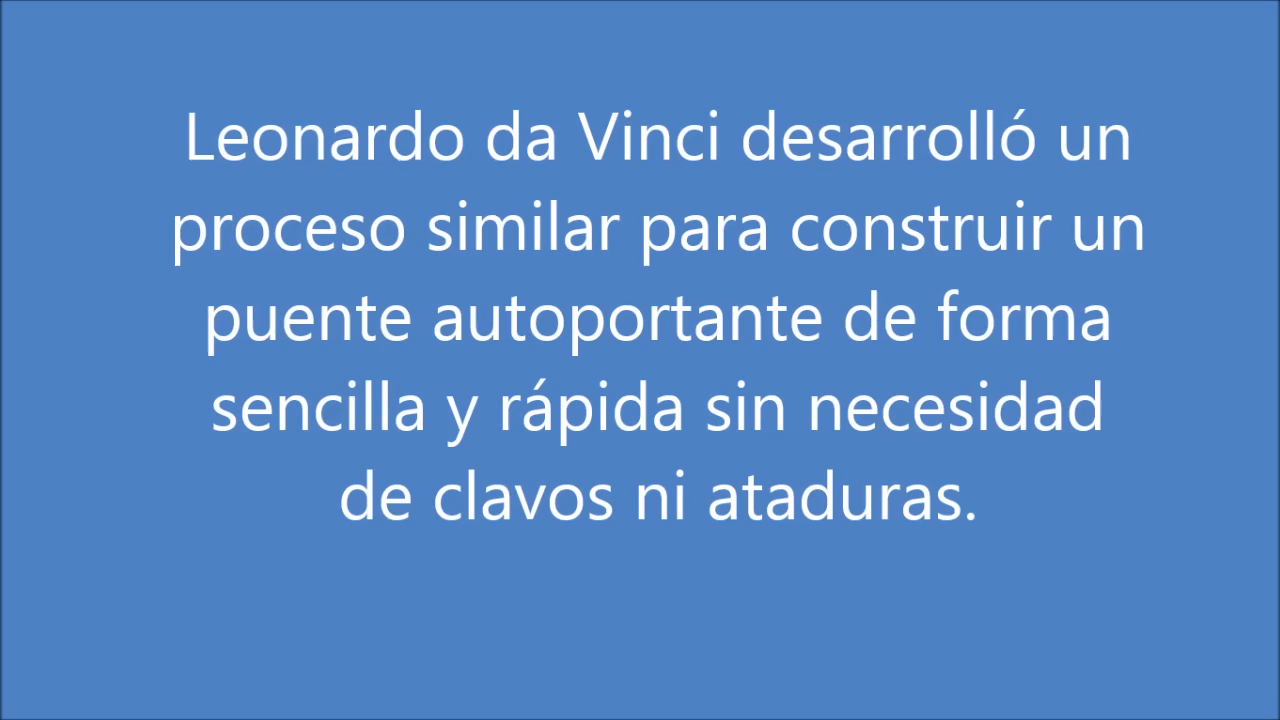 Leonardo da Vinci desarrolló un
proceso similar para construir un
puente autoportante de forma
sencilla y rápida sin necesidad
de clavos ni ataduras.